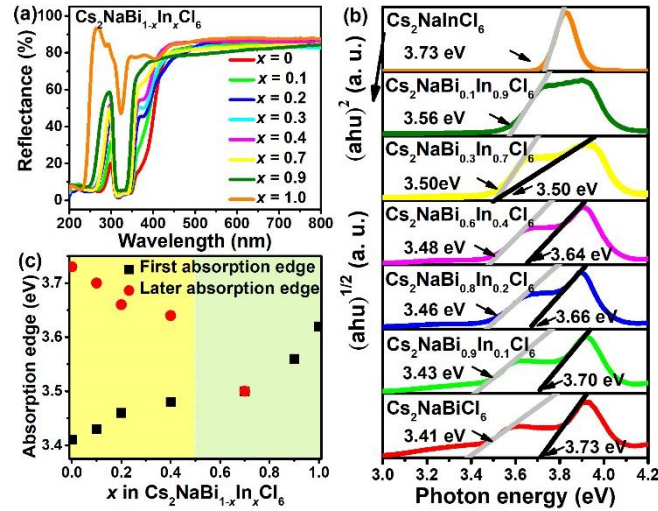 (a)
Cs2NaBi1-xInxCl6
Reflectance (%)
100
80
60
40
20
0
x = 0
x = 0.1
x = 0.2
x = 0.3
x = 0.4
x = 0.7
x = 0.9
x = 1.0
200 300 400 500 600 700 800
Wavelength (nm)
(c)
First absorption edge
Later absorption edge
Absorption edge (eV)
3.7
3.6
3.5
3.4
0.0 0.2 0.4 0.6 0.8 1.0
x in Cs2NaBi1-xInxCl6
(b)
(ahu)2 (a. u.)
(ahu)1/2 (a. u.)
Cs2NaInCl6
3.73 eV
Cs2NaBi0.1In0.9Cl6
3.56 eV
Cs2NaBi0.3In0.7Cl6
3.50eV
3.50 eV
Cs2NaBi0.6In0.4Cl6
3.48 eV
3.64 eV
Cs2NaBi0.8In0.2Cl6
3.46 eV
3.66 eV
Cs2NaBi0.9In0.1Cl6
3.43 eV
3.70 eV
Cs2NaBiCl6
3.41 eV
3.73 eV
3.0 3.2 3.4 3.6 3.8 4.0 4.2
Photon energy (eV)